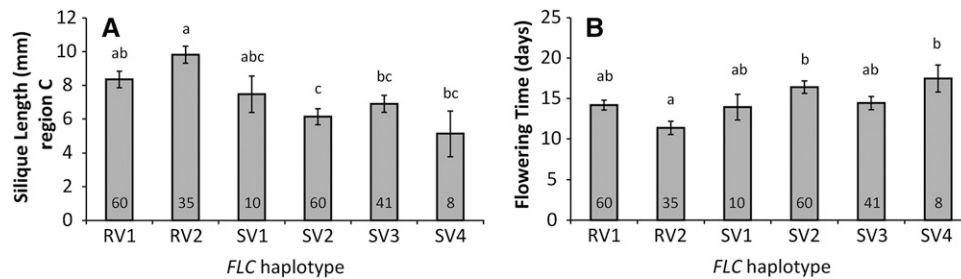 A
Silique Length (mm)
region C
12
10
8
6
4
2
0
ab
a
abc
c
bc
bc
60
35
10
60
41
8
RV1 RV2 SV1 SV2 SV3 SV4
FLC haplotype
B
Flowering Time (days)
25
20
15
10
5
0
ab
a
ab
b
ab
b
60
35
10
60
41
8
RV1 RV2 SV1 SV2 SV3 SV4
FLC haplotype